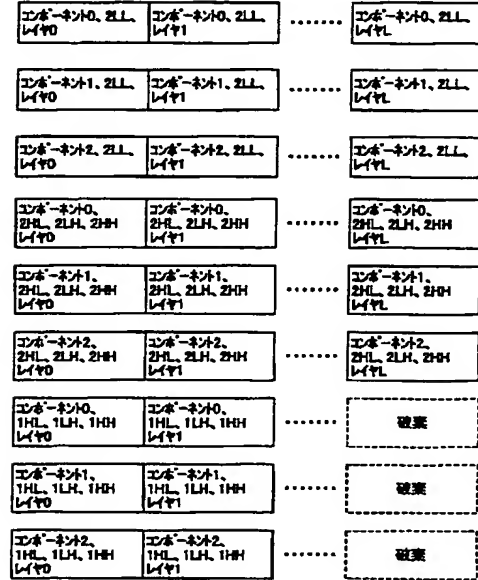 コンポーネント0、2LL、 コンポーネント0、2LL、 コンポーネント0、2LL、
レイヤ0 レイヤ1 ‥‥‥ レイヤL
コンポーネント1、2LL、 コンポーネント1、2LL、 コンポーネント1、2LL、
レイヤ0 レイヤ1 ‥‥‥ レイヤL
コンポーネント2、2LL、 コンポーネント2、2LL、 コンポーネント2、2LL、
レイヤ0 レイヤ1 ‥‥‥ レイヤL
コンポーネント0、 コンポーネント0、 コンポーネント0、
2HL、2LH、2HH 2HL、2LH、2HH ‥‥‥ 2HL、2LH、2HH
レイヤ0 レイヤ1 レイヤL
コンポーネント1、 コンポーネント1、 コンポーネント1、
2HL、2LH、2HH 2HL、2LH、2HH ‥‥‥ 2HL、2LH、2HH
レイヤ0 レイヤ1 レイヤL
コンポーネント2、 コンポーネント2、 コンポーネント2、
2HL、2LH、2HH 2HL、2LH、2HH ‥‥‥ 2HL、2LH、2HH
レイヤ0 レイヤ1 レイヤL
コンポーネント0、 コンポーネント0、
1HL、1LH、1HH 1HL、1LH、1HH ‥‥‥ 破棄
レイヤ0 レイヤ1
コンポーネント1、 コンポーネント1、
1HL、1LH、1HH 1HL、1LH、1HH ‥‥‥ 破棄
レイヤ0 レイヤ1
コンポーネント2、 コンポーネント2、
1HL、1LH、1HH 1HL、1LH、1HH ‥‥‥ 破棄
レイヤ0 レイヤ1